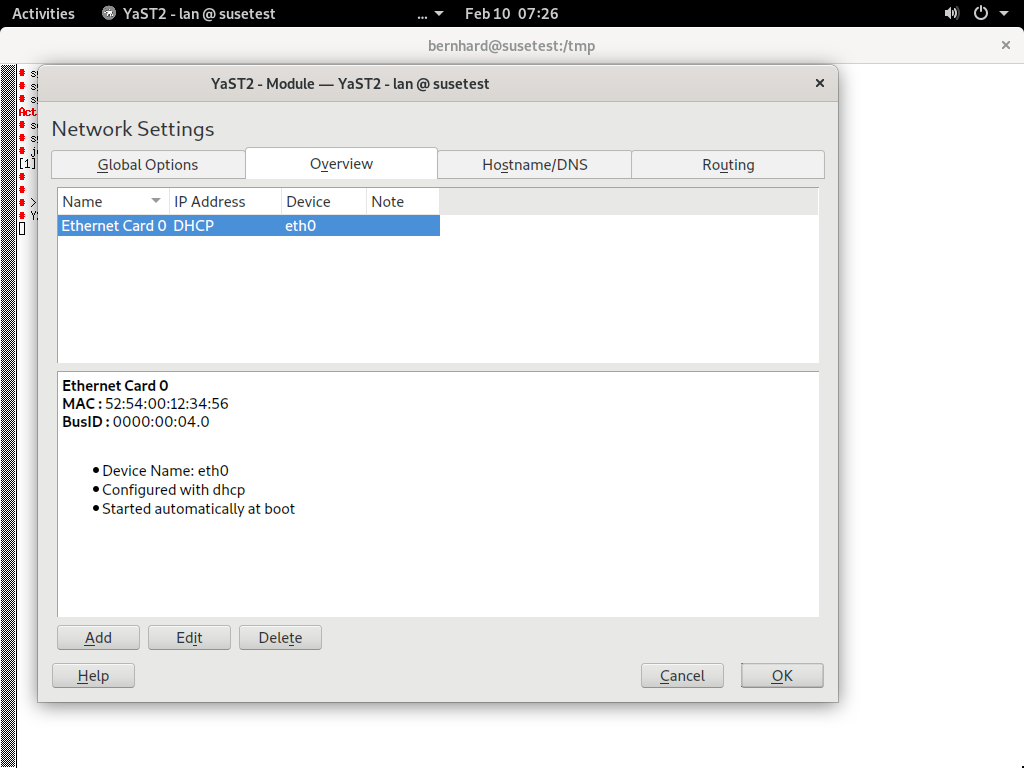 Activities YaST2 - lan @ susetest ... Feb 10 07:26
bernhard@susetest:/tmp
YaST2 - Module — YaST2 - lan @ susetest
Network Settings
Global Options Overview Hostname/DNS Routing
Name IP Address Device Note
Ethernet Card 0 DHCP eth0
Ethernet Card 0
MAC : 52:54:00:12:34:56
BusID : 0000:00:04.0
• Device Name: eth0
• Configured with dhcp
• Started automatically at boot
Add Edit Delete
Help Cancel OK